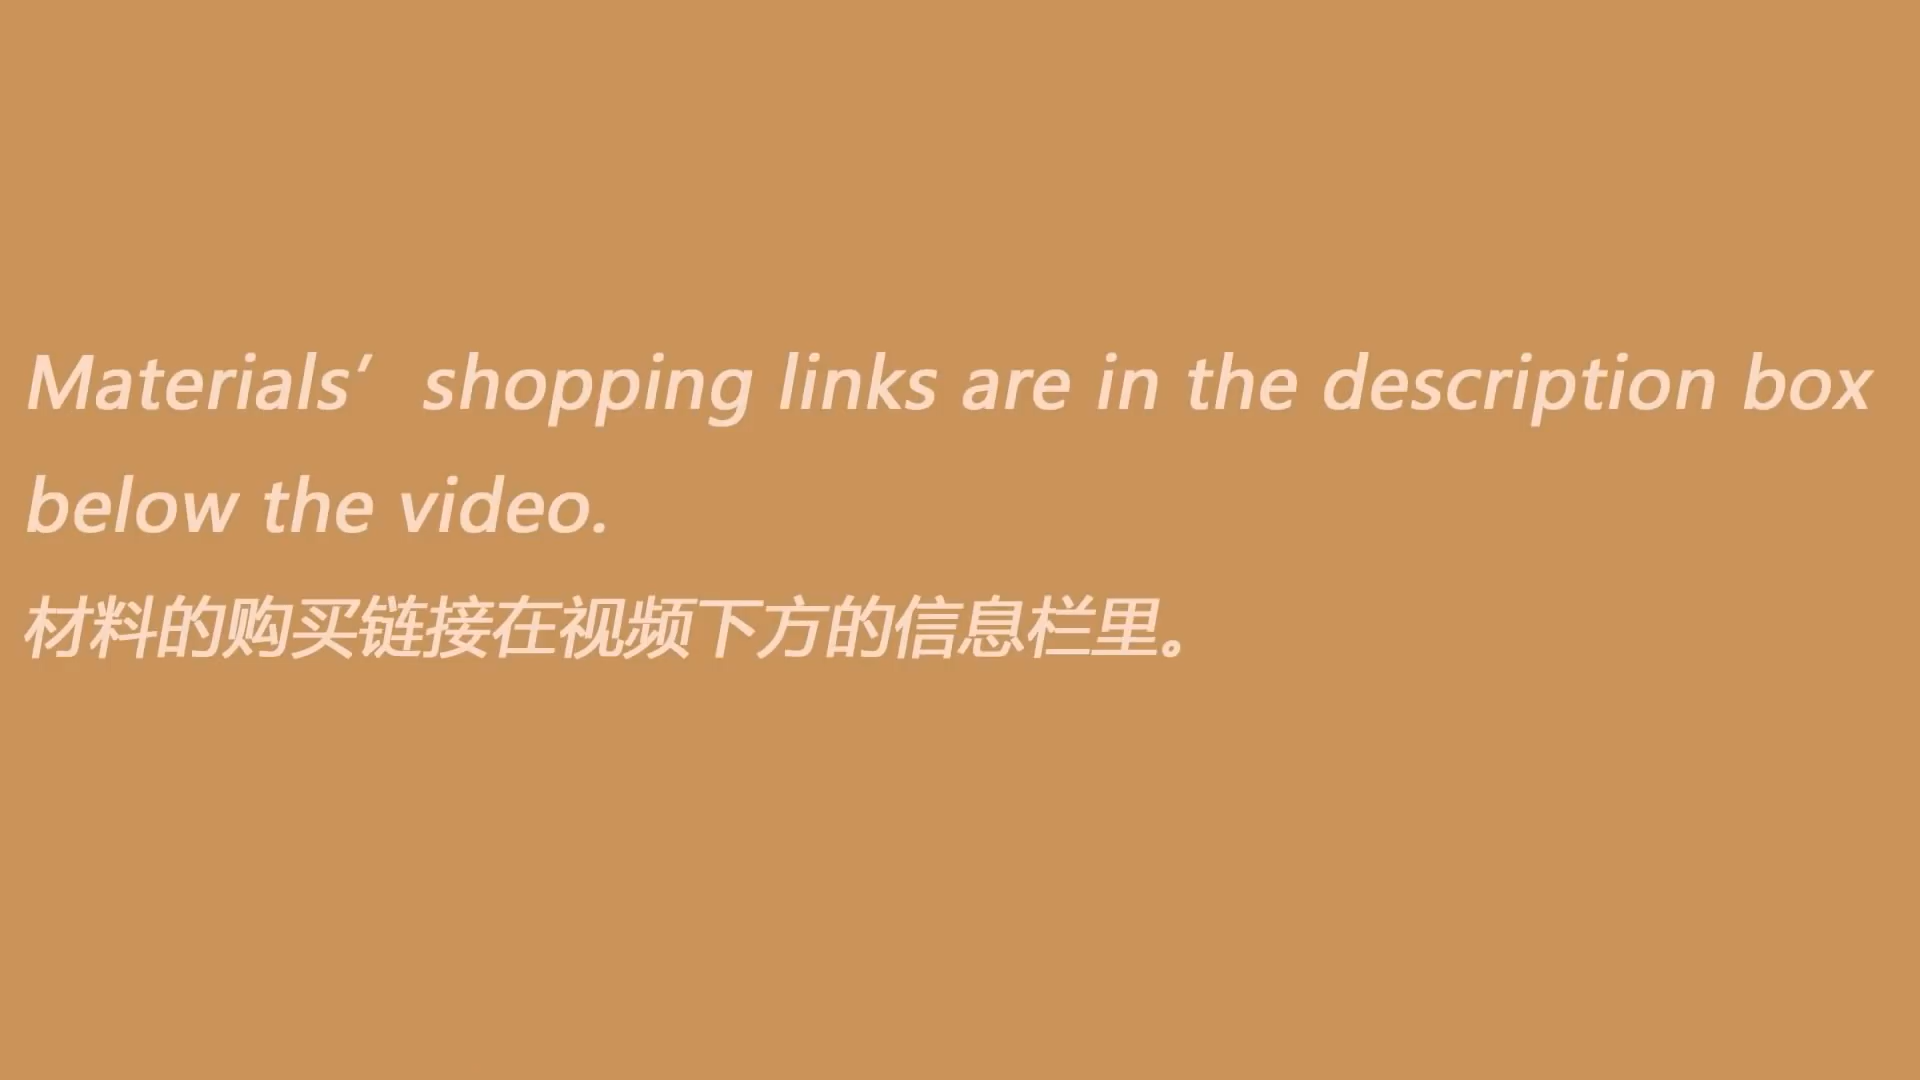 Materials’ shopping links are in the description box
below the video.
材料的购买链接在视频下方的信息栏里。